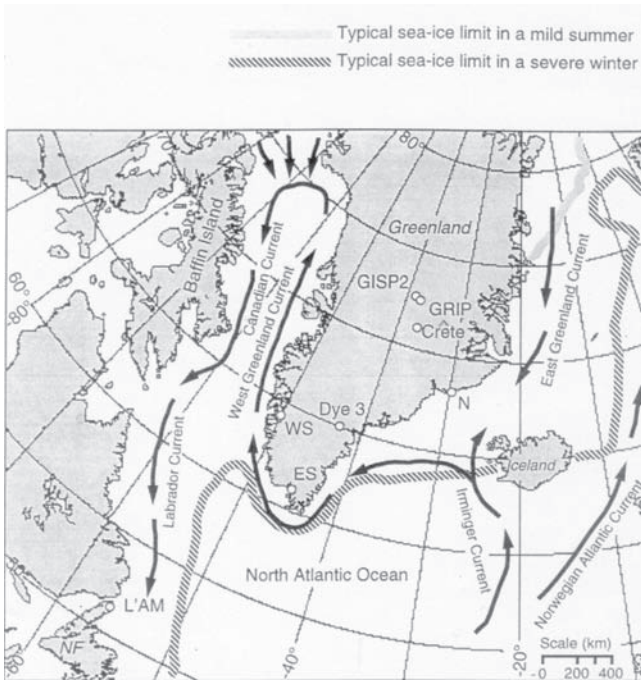 Typical sea-ice limit in a mild summer
Typical sea-ice limit in a severe winter
80°
-80°
60°
-80°
Baffin Island
Greenland
Canadian Current
West Greenland Current
East Greenland Current
GISP2
GRIP
Crête
N
Dye 3
WS
ES
Iceland
Labrador Current
Irminger Current
Norwegian Atlantic Current
North Atlantic Ocean
L'AM
NF
-60°
-40°
-20°
Scale (km)
0 200 400